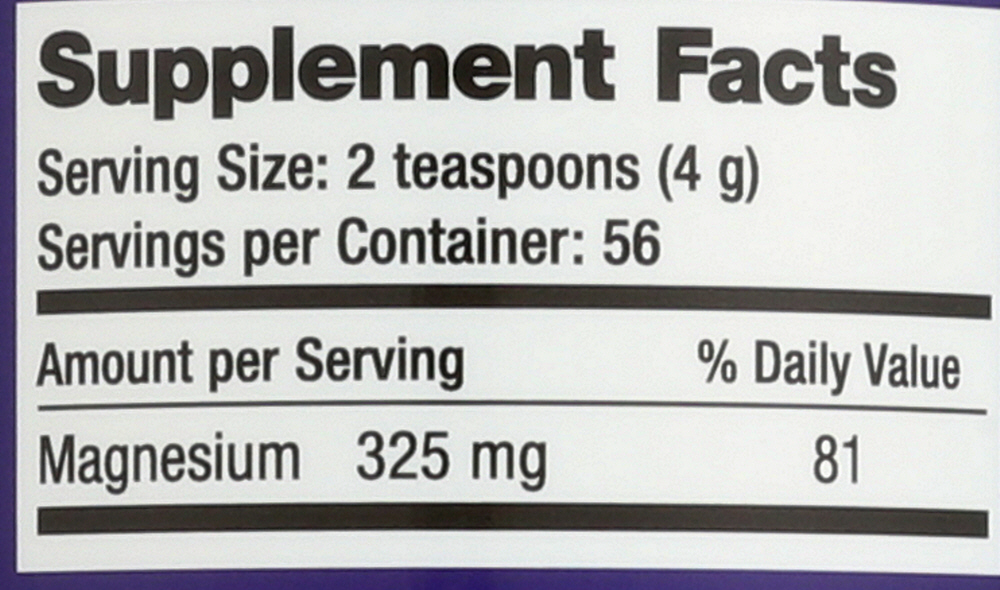 Supplement Facts
Serving Size: 2 teaspoons (4 g)
Servings per Container: 56
Amount per Serving % Daily Value
Magnesium 325 mg 81